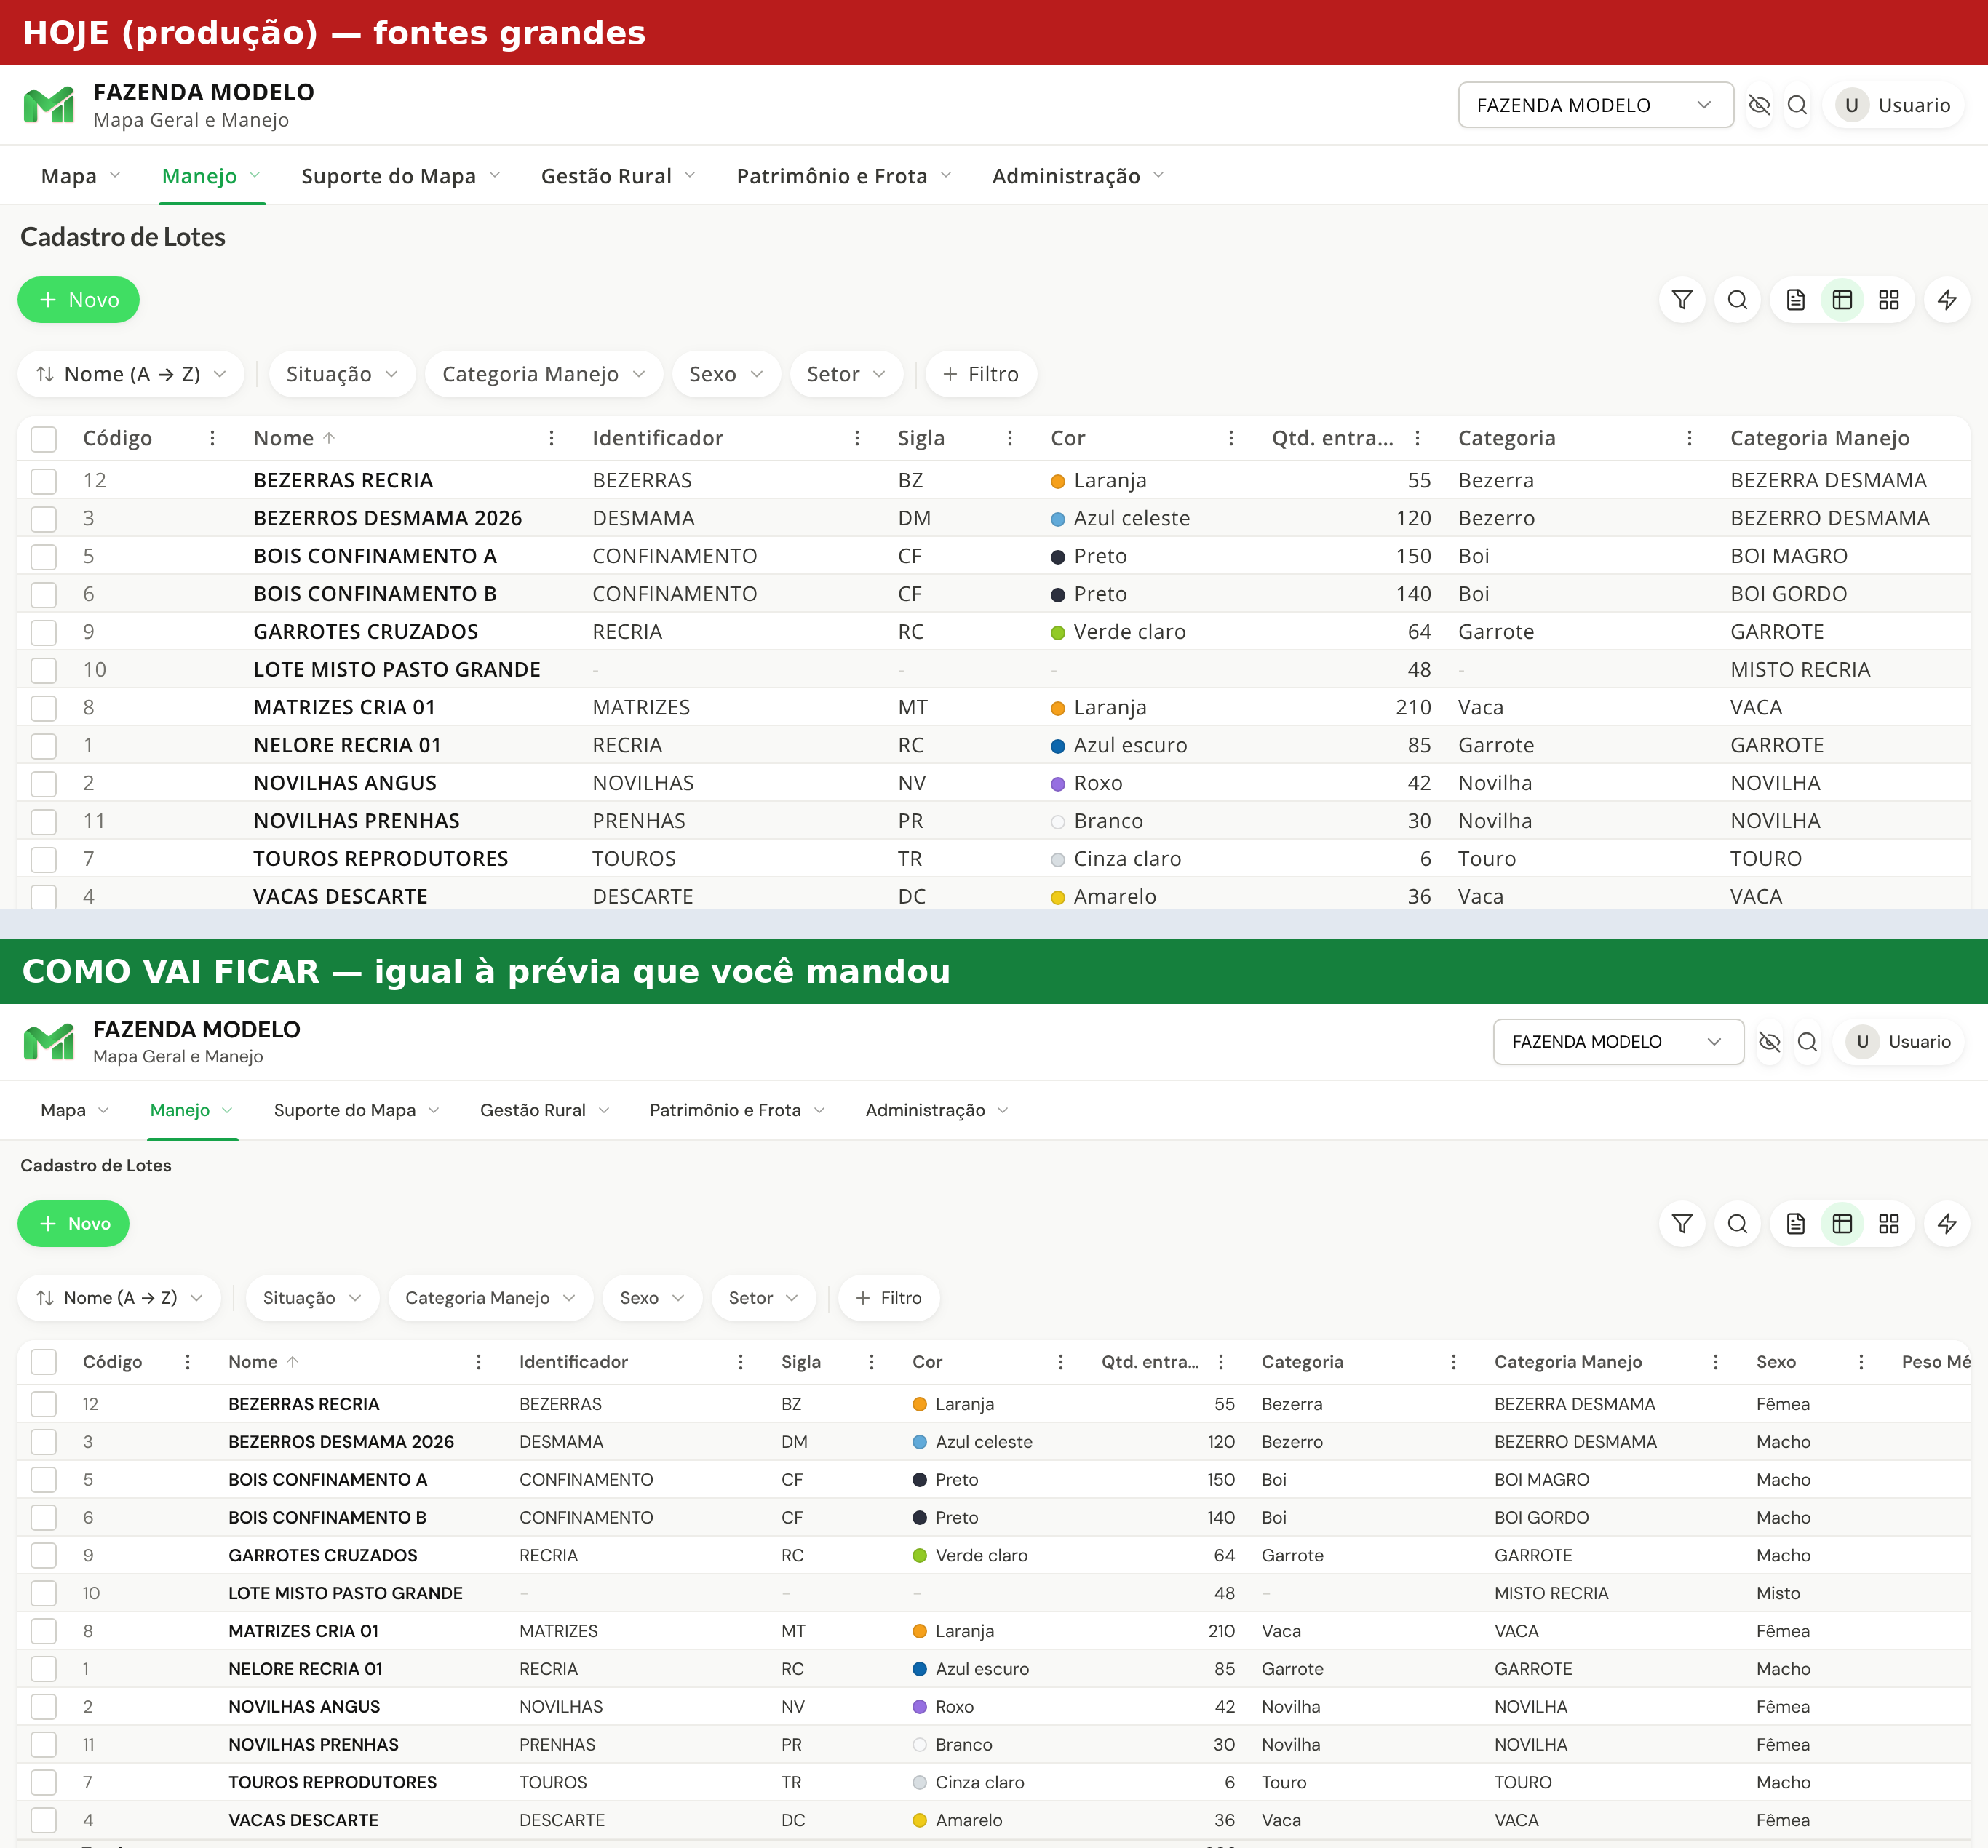 HOJE (produção) — fontes grandes
FAZENDA MODELO
Mapa Geral e Manejo
FAZENDA MODELO
U Usuario
Mapa Manejo Suporte do Mapa Gestão Rural Patrimônio e Frota Administração
Cadastro de Lotes
+ Novo
Nome (A → Z) Situação Categoria Manejo Sexo Setor + Filtro
Código Nome ↑ Identificador Sigla Cor Qtd. entra... Categoria Categoria Manejo
12 BEZERRAS RECRIA BEZERRAS BZ Laranja 55 Bezerra BEZERRA DESMAMA
3 BEZERROS DESMAMA 2026 DESMAMA DM Azul celeste 120 Bezerro BEZERRO DESMAMA
5 BOIS CONFINAMENTO A CONFINAMENTO CF Preto 150 Boi BOI MAGRO
6 BOIS CONFINAMENTO B CONFINAMENTO CF Preto 140 Boi BOI GORDO
9 GARROTES CRUZADOS RECRIA RC Verde claro 64 Garrote GARROTE
10 LOTE MISTO PASTO GRANDE - - - 48 - MISTO RECRIA
8 MATRIZES CRIA 01 MATRIZES MT Laranja 210 Vaca VACA
1 NELORE RECRIA 01 RECRIA RC Azul escuro 85 Garrote GARROTE
2 NOVILHAS ANGUS NOVILHAS NV Roxo 42 Novilha NOVILHA
11 NOVILHAS PRENHAS PRENHAS PR Branco 30 Novilha NOVILHA
7 TOUROS REPRODUTORES TOUROS TR Cinza claro 6 Touro TOURO
4 VACAS DESCARTE DESCARTE DC Amarelo 36 Vaca VACA
COMO VAI FICAR — igual à prévia que você mandou
FAZENDA MODELO
Mapa Geral e Manejo
FAZENDA MODELO
U Usuario
Mapa Manejo Suporte do Mapa Gestão Rural Patrimônio e Frota Administração
Cadastro de Lotes
+ Novo
Nome (A → Z) Situação Categoria Manejo Sexo Setor + Filtro
Código Nome ↑ Identificador Sigla Cor Qtd. entra... Categoria Categoria Manejo Sexo Peso Mé
12 BEZERRAS RECRIA BEZERRAS BZ Laranja 55 Bezerra BEZERRA DESMAMA Fêmea
3 BEZERROS DESMAMA 2026 DESMAMA DM Azul celeste 120 Bezerro BEZERRO DESMAMA Macho
5 BOIS CONFINAMENTO A CONFINAMENTO CF Preto 150 Boi BOI MAGRO Macho
6 BOIS CONFINAMENTO B CONFINAMENTO CF Preto 140 Boi BOI GORDO Macho
9 GARROTES CRUZADOS RECRIA RC Verde claro 64 Garrote GARROTE Macho
10 LOTE MISTO PASTO GRANDE - - - 48 - MISTO RECRIA Misto
8 MATRIZES CRIA 01 MATRIZES MT Laranja 210 Vaca VACA Fêmea
1 NELORE RECRIA 01 RECRIA RC Azul escuro 85 Garrote GARROTE Macho
2 NOVILHAS ANGUS NOVILHAS NV Roxo 42 Novilha NOVILHA Fêmea
11 NOVILHAS PRENHAS PRENHAS PR Branco 30 Novilha NOVILHA Fêmea
7 TOUROS REPRODUTORES TOUROS TR Cinza claro 6 Touro TOURO Macho
4 VACAS DESCARTE DESCARTE DC Amarelo 36 Vaca VACA Fêmea